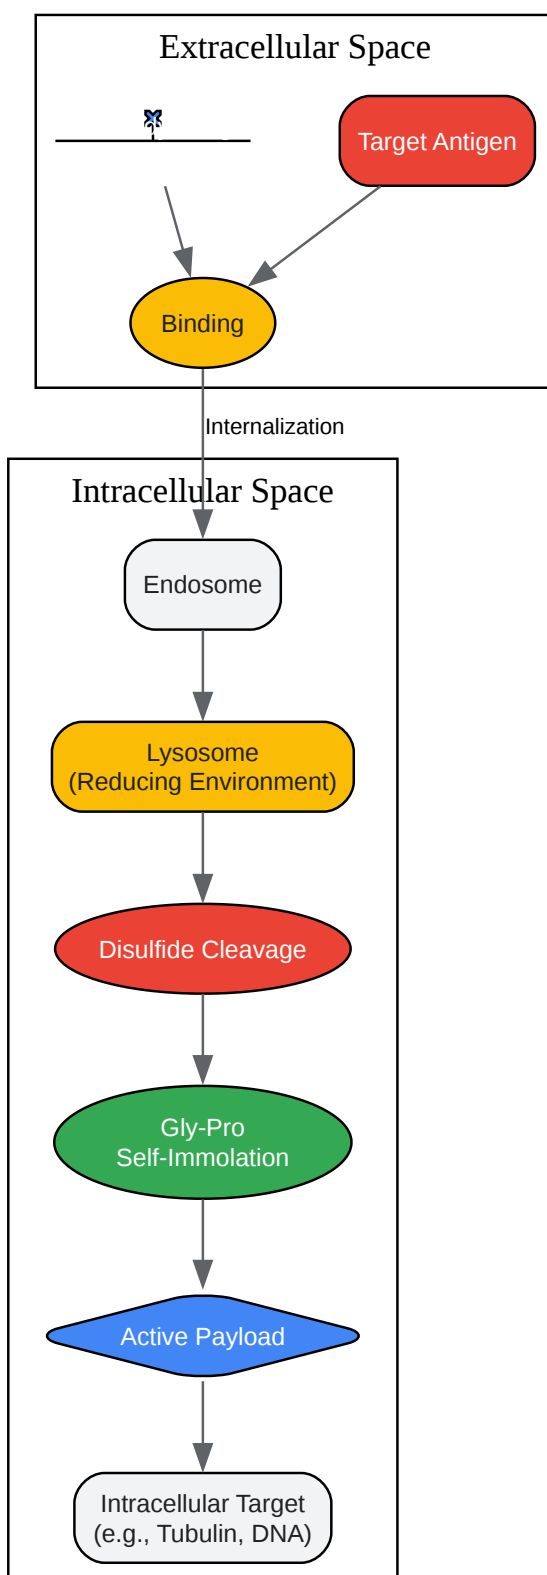 Extracellular Space
Target Antigen
Binding
Internalization
Intracellular Space
Endosome
Lysosome
(Reducing Environment)
Disulfide Cleavage
Gly-Pro
Self-Immolation
Active Payload
Intracellular Target
(e.g., Tubulin, DNA)